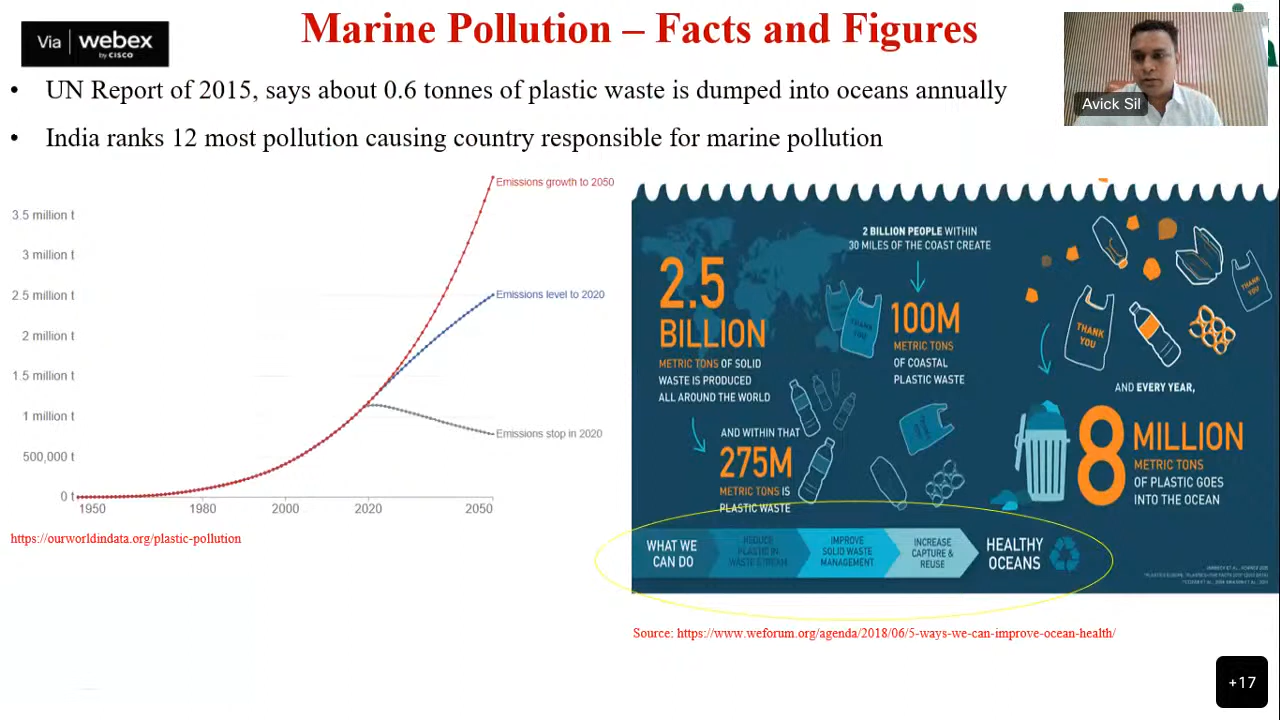 Marine Pollution – Facts and Figures
Via | webex
by CISCO
Avick Sil
• UN Report of 2015, says about 0.6 tonnes of plastic waste is dumped into oceans annually
• India ranks 12 most pollution causing country responsible for marine pollution
Emissions growth to 2050
3.5 million t
3 million t
2.5 million t
Emissions level to 2020
2 million t
1.5 million t
1 million t
Emissions stop in 2020
500,000 t
0 t
1950 1980 2000 2020 2050
https://ourworldindata.org/plastic-pollution
2.5
BILLION
METRIC TONS OF SOLID
WASTE IS PRODUCED
ALL AROUND THE WORLD
AND WITHIN THAT
275M
METRIC TONS IS
PLASTIC WASTE
2 BILLION PEOPLE WITHIN
30 MILES OF THE COAST CREATE
100M
METRIC TONS
OF COASTAL
PLASTIC WASTE
THANK
YOU
THANK
YOU
AND EVERY YEAR,
8 MILLION
METRIC TONS
OF PLASTIC GOES
INTO THE OCEAN
WHAT WE
CAN DO
REDUCE
PLASTIC IN
WASTE STREAM
IMPROVE
SOLID WASTE
MANAGEMENT
INCREASE
CAPTURE &
REUSE
HEALTHY
OCEANS
Source: https://www.weforum.org/agenda/2018/06/5-ways-we-can-improve-ocean-health/
+17